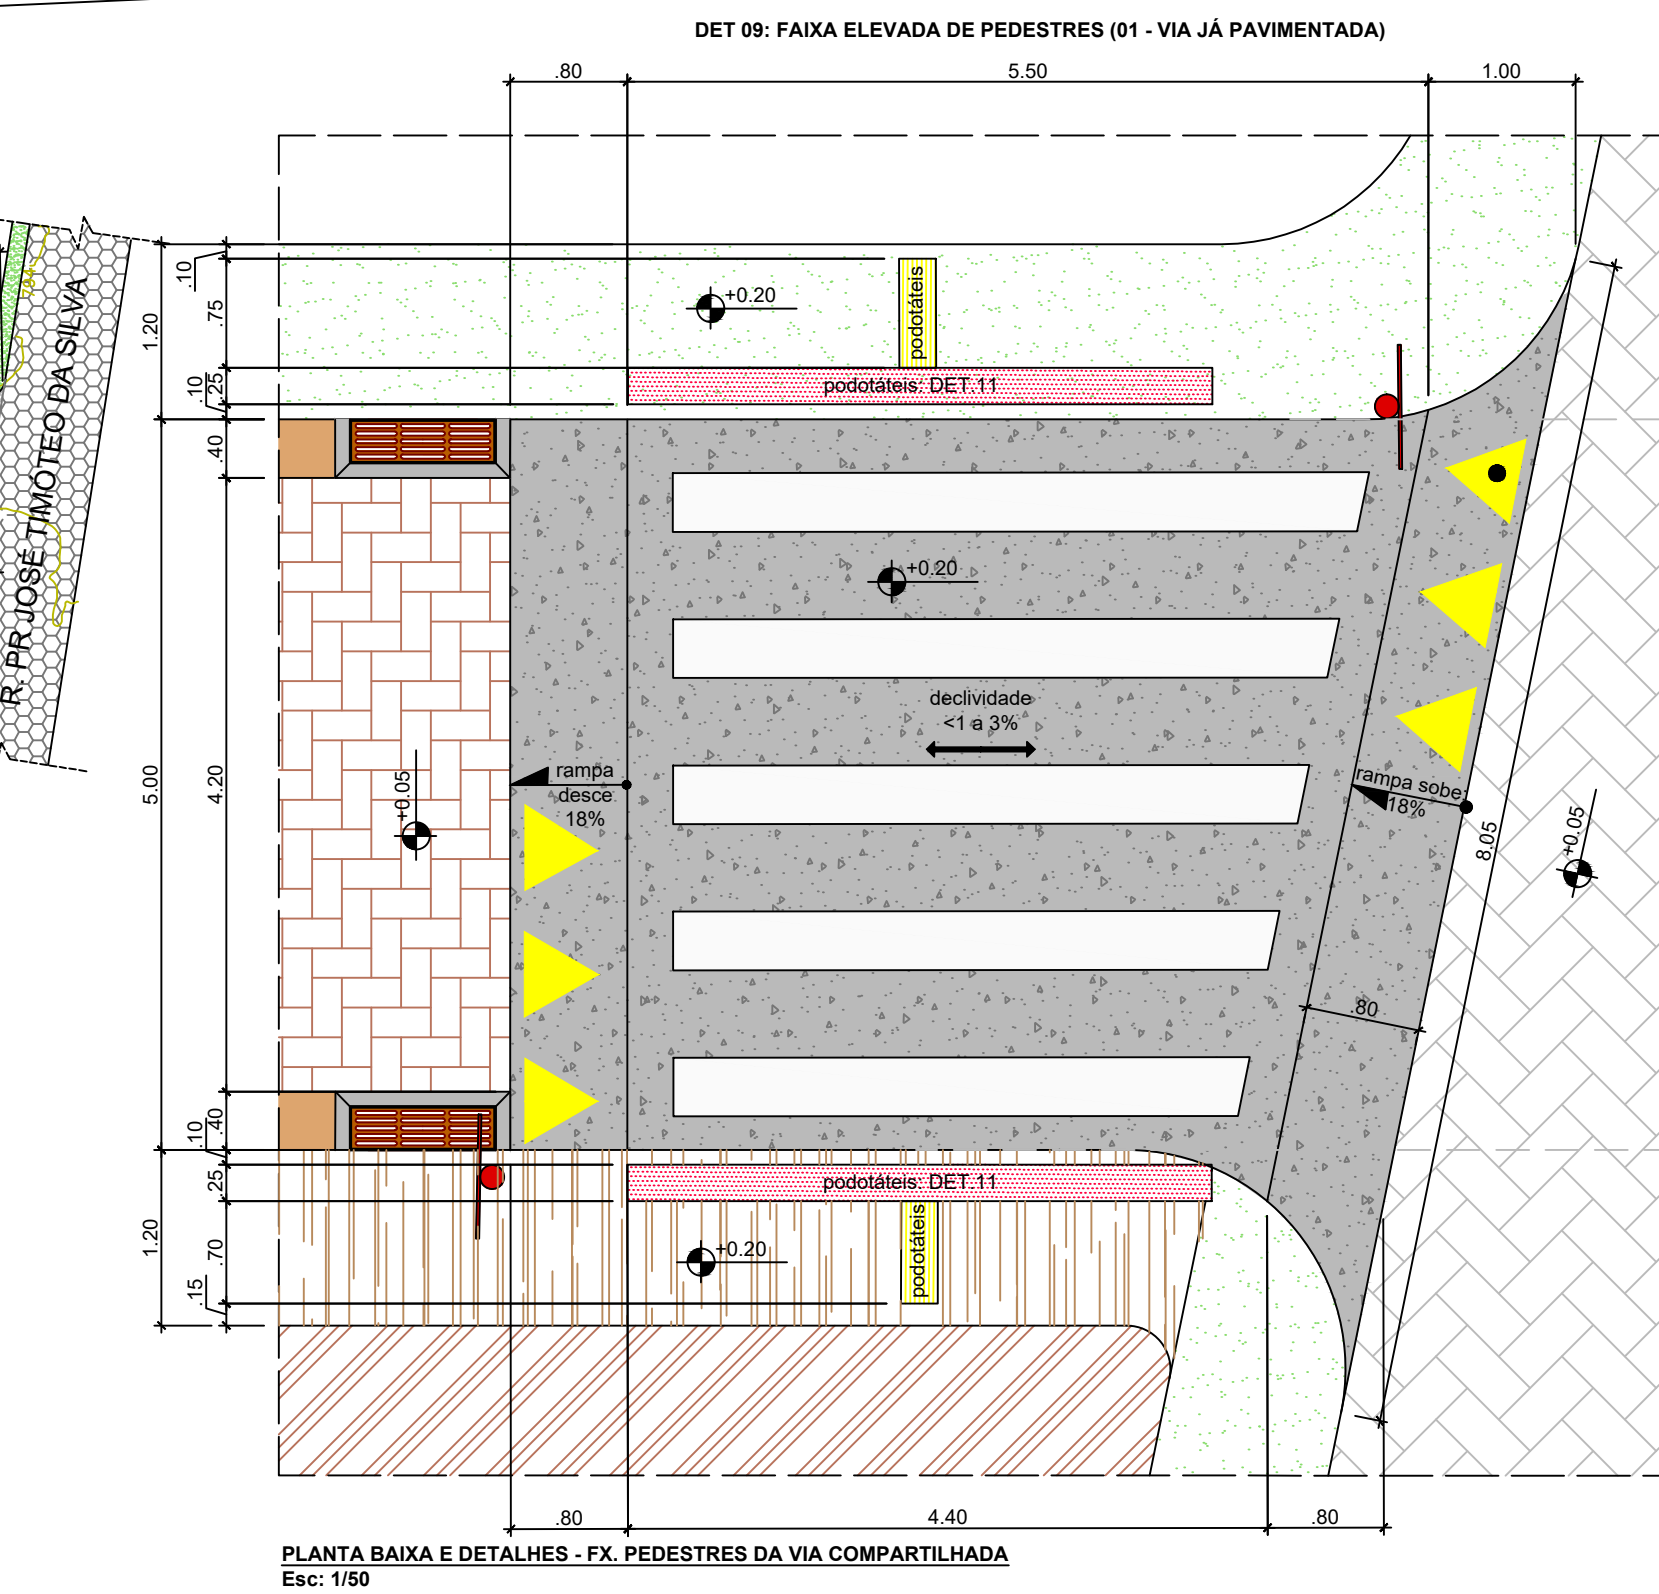 DET 09: FAIXA ELEVADA DE PEDESTRES (01 - VIA JÁ PAVIMENTADA)
.80
5.50
1.00
R. PR JOSÉ TIMÓTEO DA SILVA
.10
.75
1.20
.10
.25
.40
+0.20
podotáteis
podotáteis: DET 11
+0.20
declividade
<1 a 3%
rampa
desce
18%
rampa sobe:
18%
+0.05
5.00
4.20
8.05
+0.05
.80
.10
.40
.25
podotáteis: DET 11
1.20
.70
.15
+0.20
podotáteis
.80
4.40
.80
PLANTA BAIXA E DETALHES - FX. PEDESTRES DA VIA COMPARTILHADA
Esc: 1/50